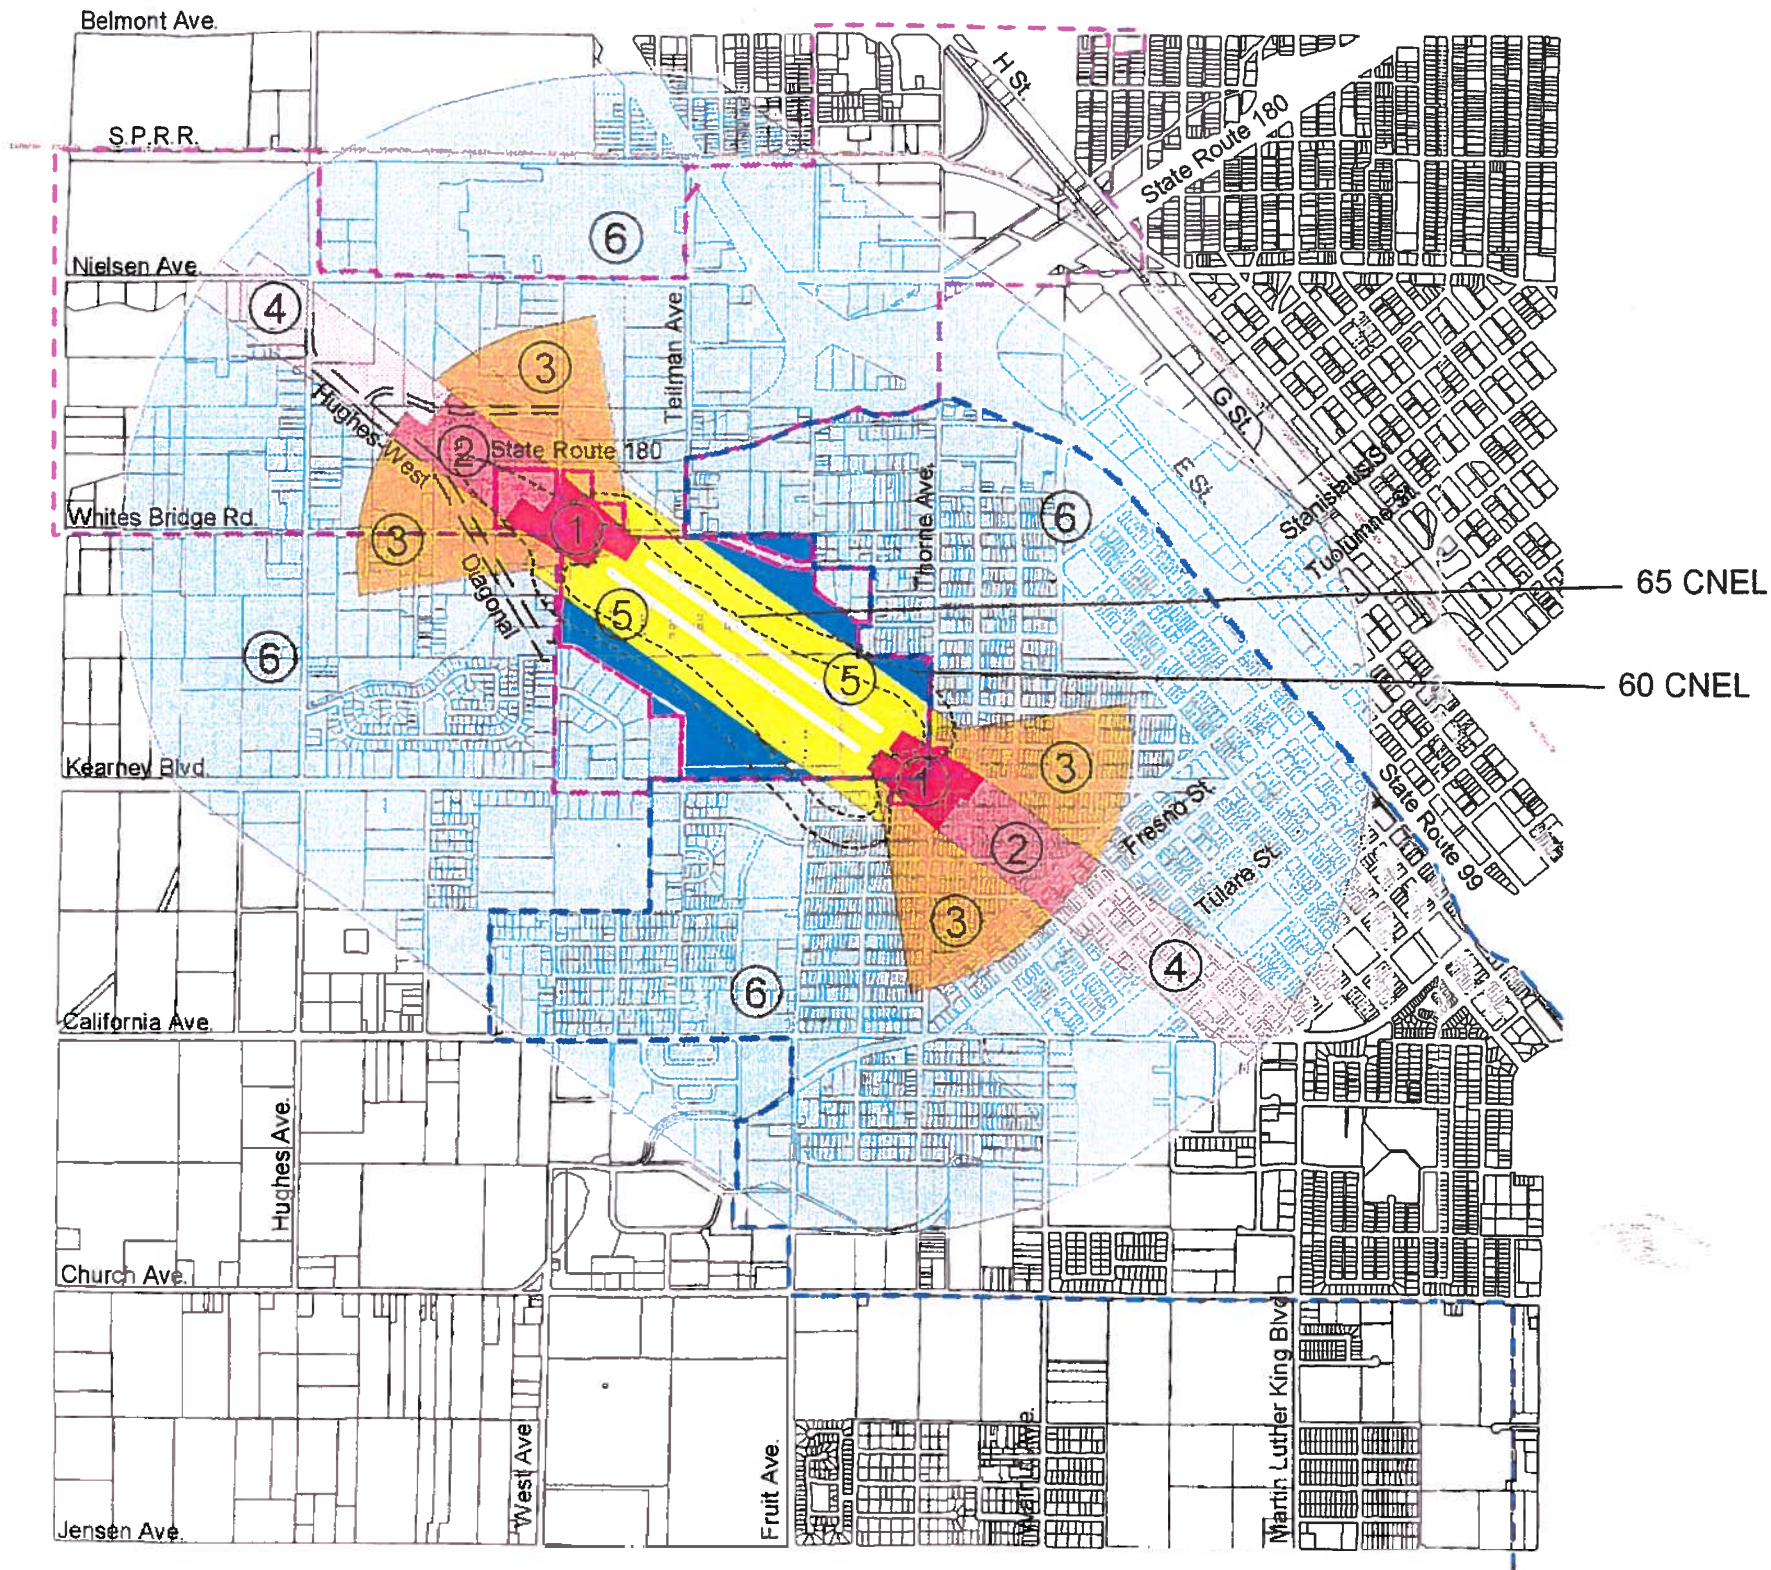 Belmont Ave.
H St.
S.P.R.R.
State Route 180
6
Nielsen Ave.
4
Teilman Ave
3
G St.
Hughes-West
2
State Route 180
E St.
Thorne Ave.
6
Stanislaus St
Whites Bridge Rd.
1
3
Tuolumne St
Diagonal
65 CNEL
5
6
5
60 CNEL
Kearney Blvd.
1
3
State Route 99
Fresno St.
2
Tulare St.
3
4
6
California Ave.
Hughes Ave.
Church Ave.
Martin Luther King Blvd
West Ave
Fruit Ave.
Jensen Ave.